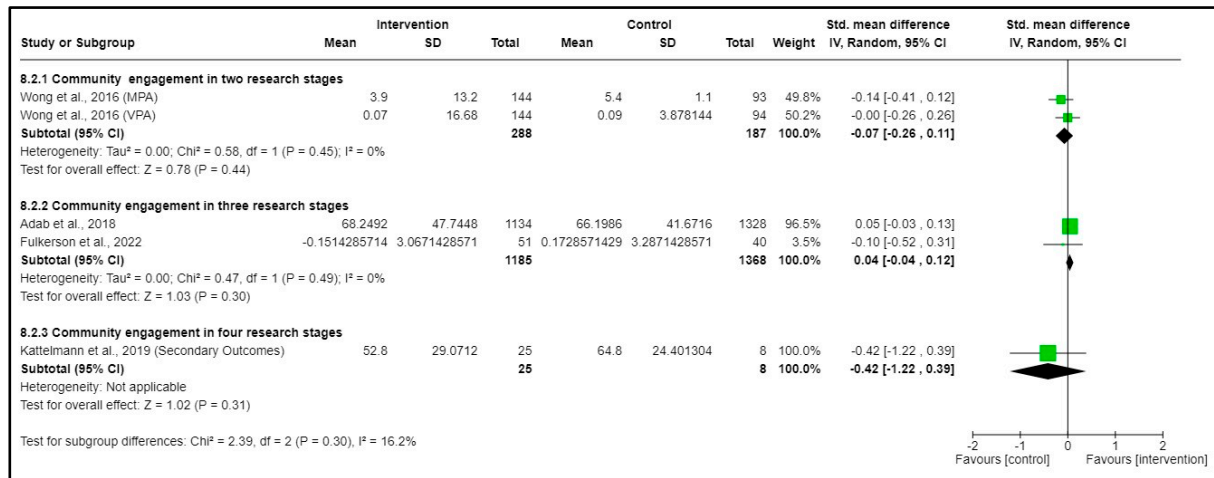 Intervention Control Std. mean difference Std. mean difference
Study or Subgroup Mean SD Total Mean SD Total Weight IV, Random, 95% CI IV, Random, 95% CI
8.2.1 Community engagement in two research stages
Wong et al., 2016 (MPA) 3.9 13.2 144 5.4 1.1 93 49.8% -0.14 [-0.41 , 0.12]
Wong et al., 2016 (VPA) 0.07 16.68 144 0.09 3.878144 94 50.2% -0.00 [-0.26 , 0.26]
Subtotal (95% CI) 288 187 100.0% -0.07 [-0.26 , 0.11]
Heterogeneity: Tau² = 0.00; Chi² = 0.58, df = 1 (P = 0.45); I² = 0%
Test for overall effect: Z = 0.78 (P = 0.44)
8.2.2 Community engagement in three research stages
Adab et al., 2018 68.2492 47.7448 1134 66.1986 41.6716 1328 96.5% 0.05 [-0.03 , 0.13]
Fulkerson et al., 2022 -0.1514285714 3.0671428571 51 0.1728571429 3.2871428571 40 3.5% -0.10 [-0.52 , 0.31]
Subtotal (95% CI) 1185 1368 100.0% 0.04 [-0.04 , 0.12]
Heterogeneity: Tau² = 0.00; Chi² = 0.47, df = 1 (P = 0.49); I² = 0%
Test for overall effect: Z = 1.03 (P = 0.30)
8.2.3 Community engagement in four research stages
Kattelmann et al., 2019 (Secondary Outcomes) 52.8 29.0712 25 64.8 24.401304 8 100.0% -0.42 [-1.22 , 0.39]
Subtotal (95% CI) 25 8 100.0% -0.42 [-1.22 , 0.39]
Heterogeneity: Not applicable
Test for overall effect: Z = 1.02 (P = 0.31)
Test for subgroup differences: Chi² = 2.39, df = 2 (P = 0.30), I² = 16.2%
-2 -1 0 1 2
Favours [control] Favours [intervention]